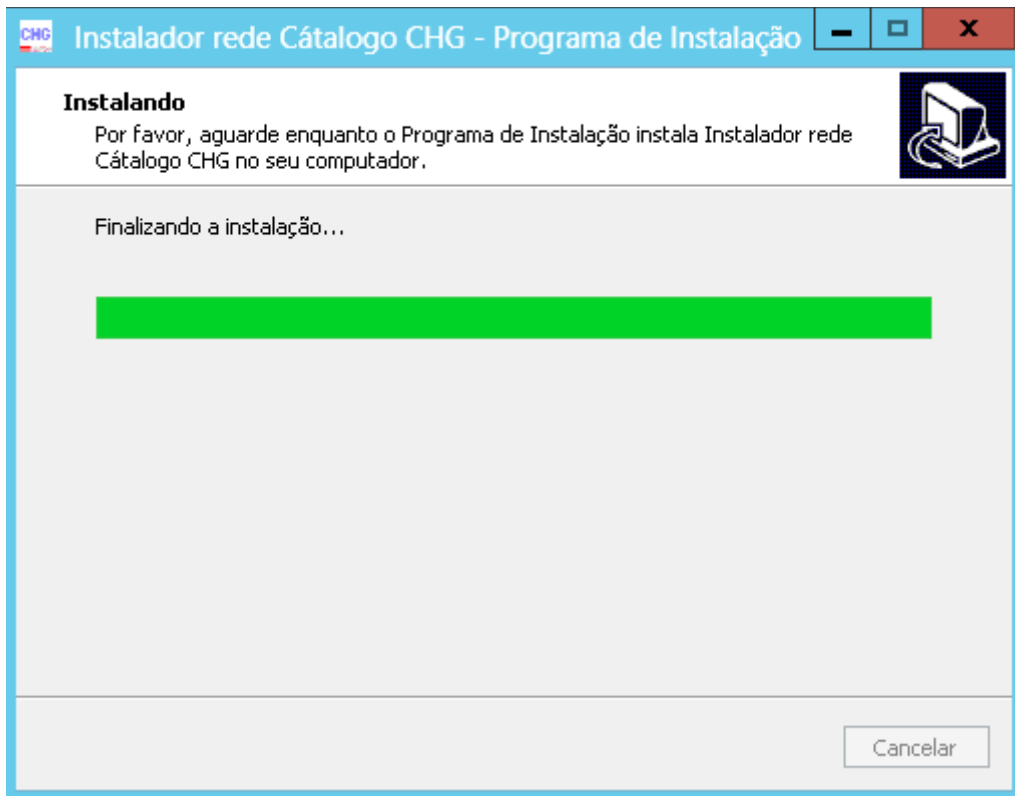 CHG
Instalador rede Cátalogo CHG - Programa de Instalação
Instalando
Por favor, aguarde enquanto o Programa de Instalação instala Instalador rede
Cátalogo CHG no seu computador.
Finalizando a instalação...
Cancelar